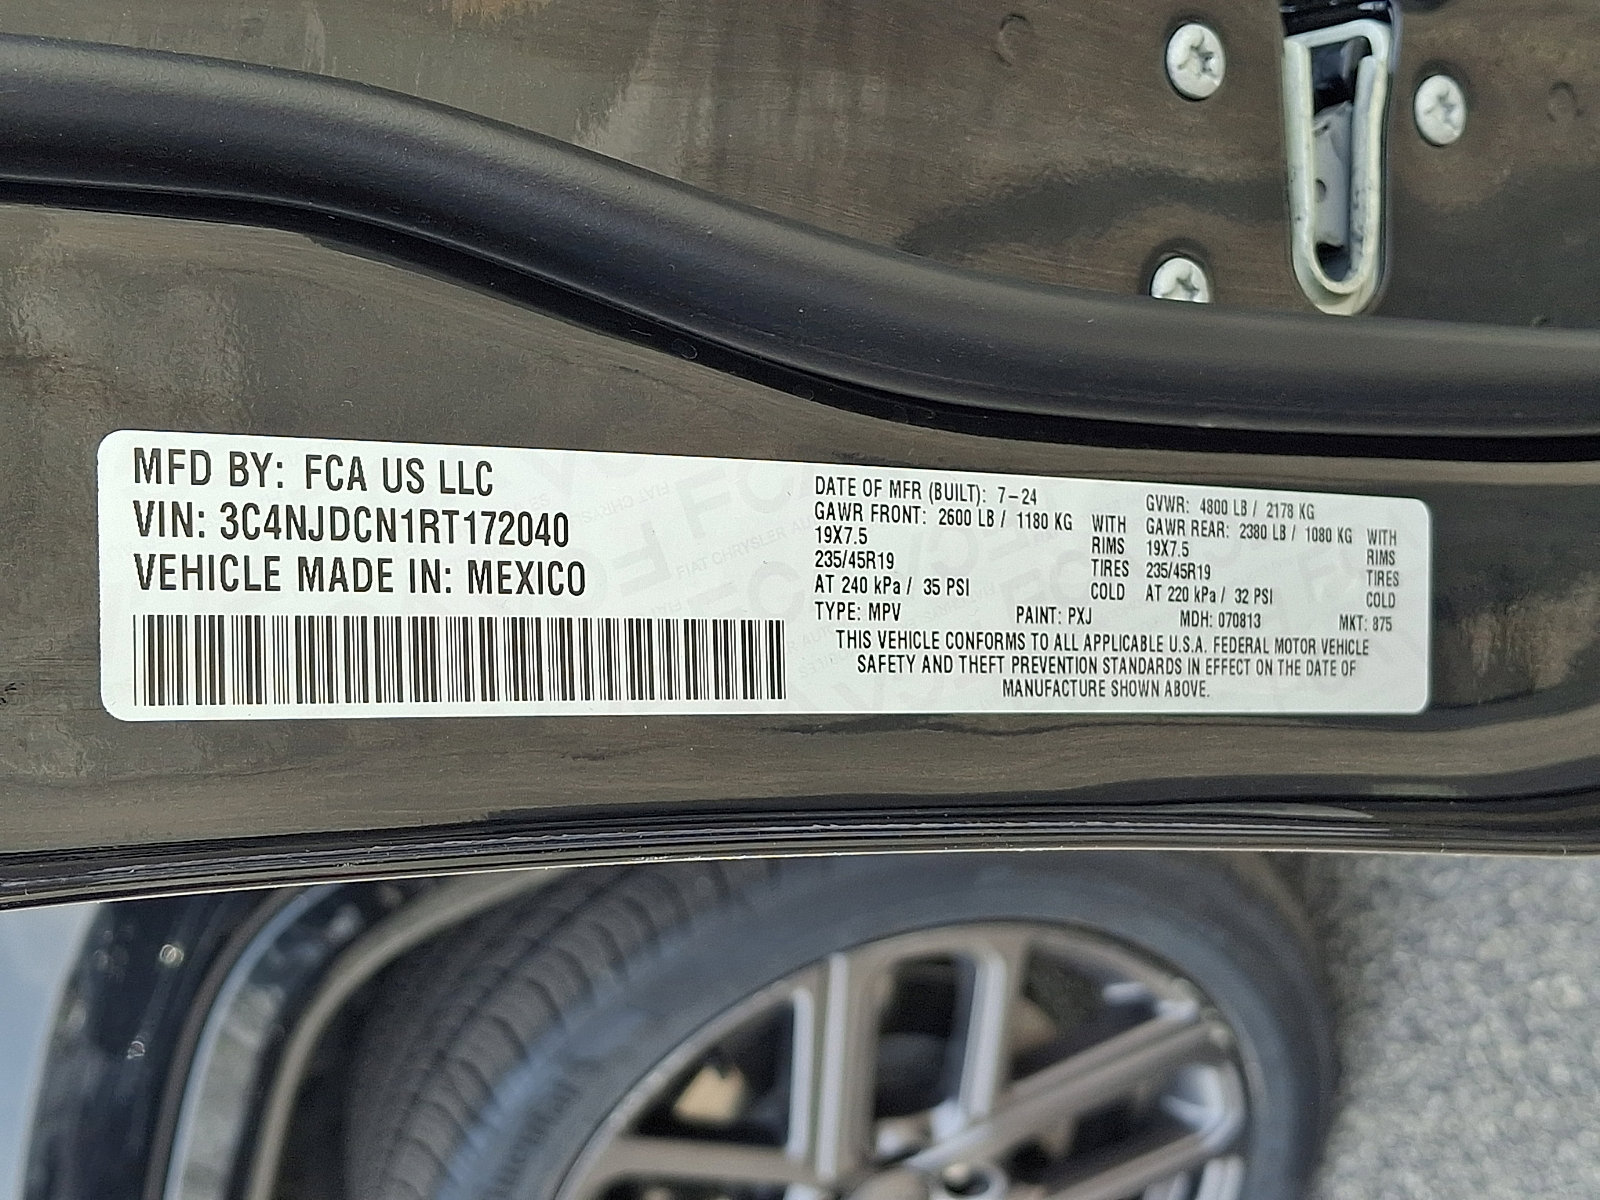 MFD BY: FCA US LLC
VIN: 3C4NJDCN1RT172040
VEHICLE MADE IN: MEXICO
DATE OF MFR (BUILT): 7-24
GAWR FRONT: 2600 LB / 1180 KG WITH
19X7.5 RIMS
235/45R19 TIRES
AT 240 kPa / 35 PSI COLD
GVWR: 4800 LB / 2178 KG
GAWR REAR: 2380 LB / 1080 KG WITH
19X7.5 RIMS
235/45R19 TIRES
AT 220 kPa / 32 PSI COLD
TYPE: MPV PAINT: PXJ MDH: 070813 MKT: 875
THIS VEHICLE CONFORMS TO ALL APPLICABLE U.S.A. FEDERAL MOTOR VEHICLE
SAFETY AND THEFT PREVENTION STANDARDS IN EFFECT ON THE DATE OF
MANUFACTURE SHOWN ABOVE.